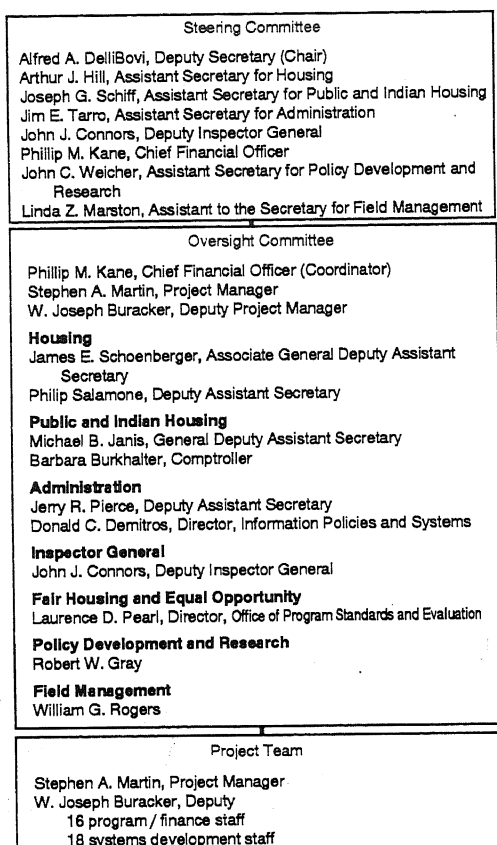 Steering Committee
Alfred A. DelliBovi, Deputy Secretary (Chair)
Arthur J. Hill, Assistant Secretary for Housing
Joseph G. Schiff, Assistant Secretary for Public and Indian Housing
Jim E. Tarro, Assistant Secretary for Administration
John J. Connors, Deputy Inspector General
Phillip M. Kane, Chief Financial Officer
John C. Weicher, Assistant Secretary for Policy Development and
Research
Linda Z. Marston, Assistant to the Secretary for Field Management
Oversight Committee
Phillip M. Kane, Chief Financial Officer (Coordinator)
Stephen A. Martin, Project Manager
W. Joseph Buracker, Deputy Project Manager
Housing
James E. Schoenberger, Associate General Deputy Assistant
Secretary
Philip Salamone, Deputy Assistant Secretary
Public and Indian Housing
Michael B. Janis, General Deputy Assistant Secretary
Barbara Burkhalter, Comptroller
Administration
Jerry R. Pierce, Deputy Assistant Secretary
Donald C. Demitros, Director, Information Policies and Systems
Inspector General
John J. Connors, Deputy Inspector General
Fair Housing and Equal Opportunity
Laurence D. Pearl, Director, Office of Program Standards and Evaluation
Policy Development and Research
Robert W. Gray
Field Management
William G. Rogers
Project Team
Stephen A. Martin, Project Manager
W. Joseph Buracker, Deputy
16 program / finance staff
18 systems development staff